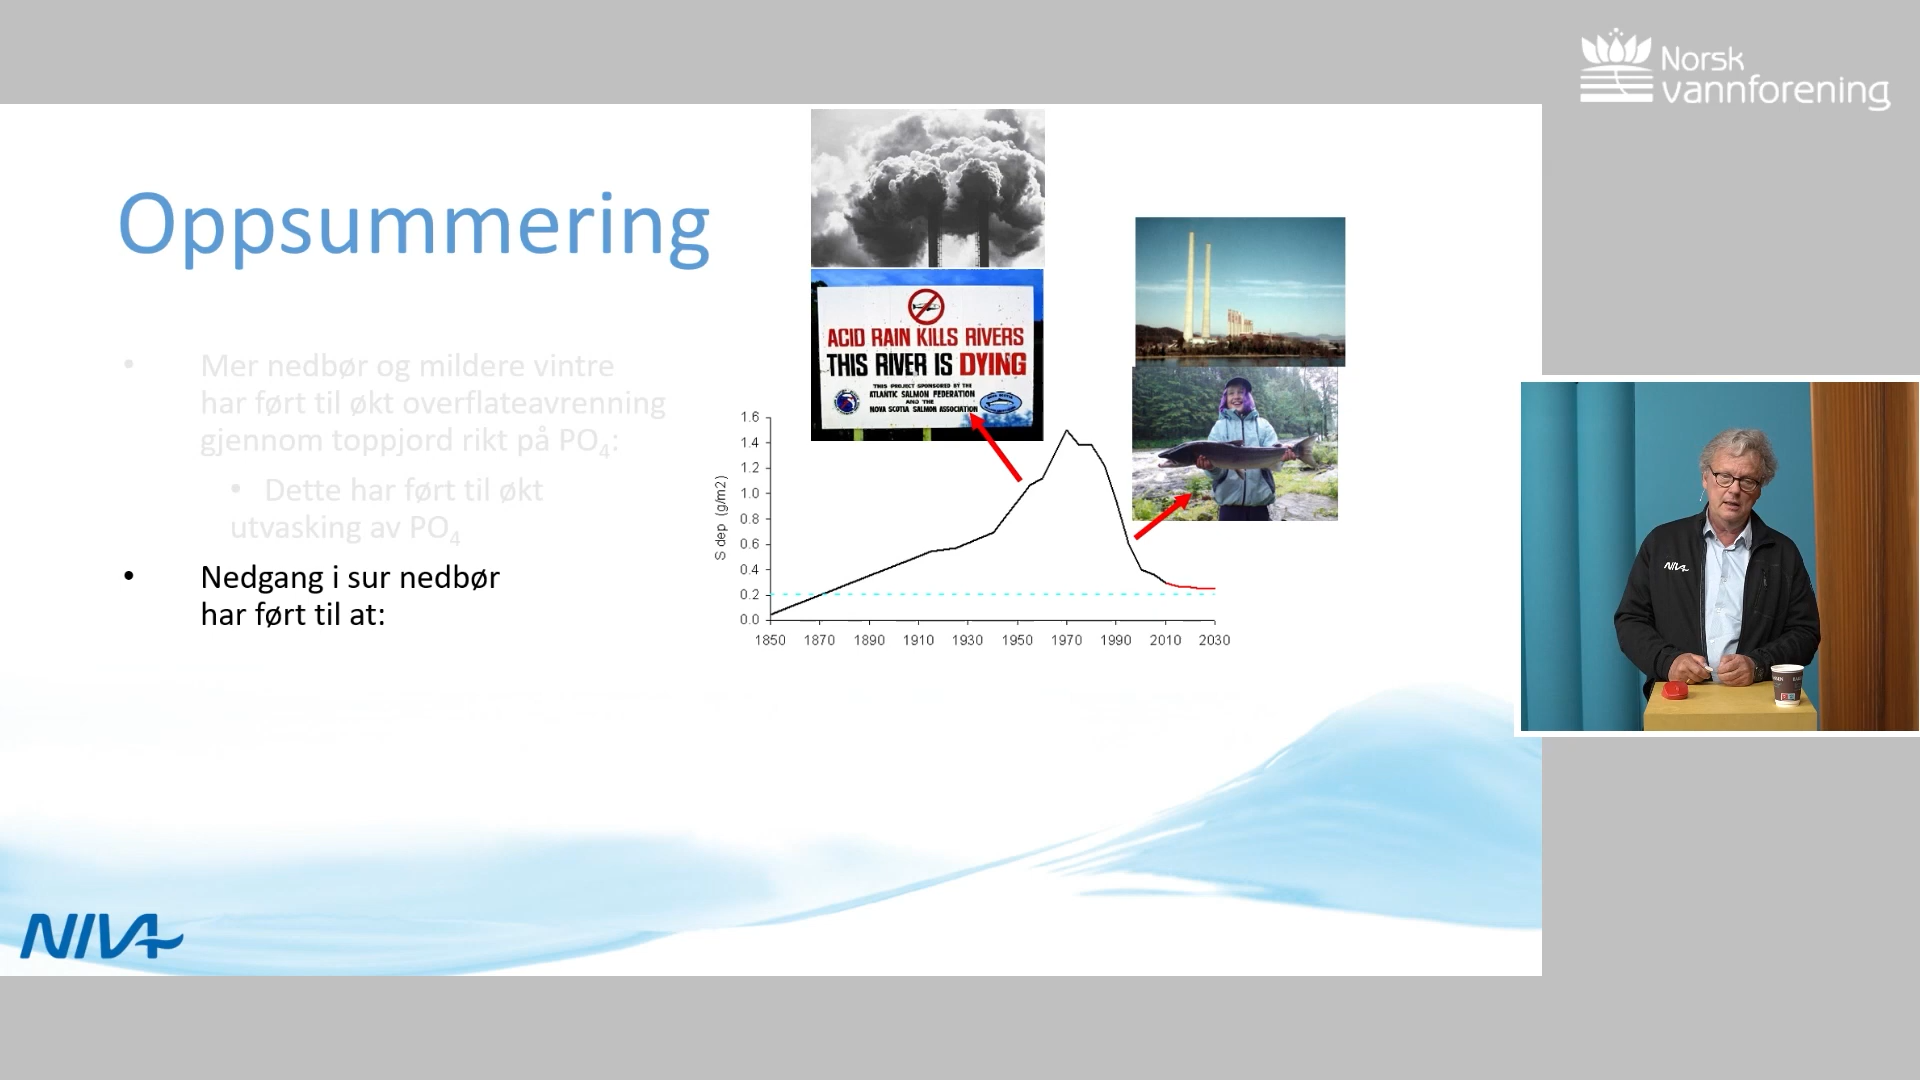 Norsk
vannforening
Oppsummering
• Mer nedbør og mildere vintre
har ført til økt overflateavrenning
gjennom toppjord rikt på PO₄:
• Dette har ført til økt
utvasking av PO₄
• Nedgang i sur nedbør
har ført til at:
ACID RAIN KILLS RIVERS
THIS RIVER IS DYING
THIS PROJECT SPONSORED BY THE
ATLANTIC SALMON FEDERATION
AND THE
NOVA SCOTIA SALMON ASSOCIATION
S dep (g/m2)
1.6
1.4
1.2
1.0
0.8
0.6
0.4
0.2
0.0
1850 1870 1890 1910 1930 1950 1970 1990 2010 2030
NIVA
NIVA